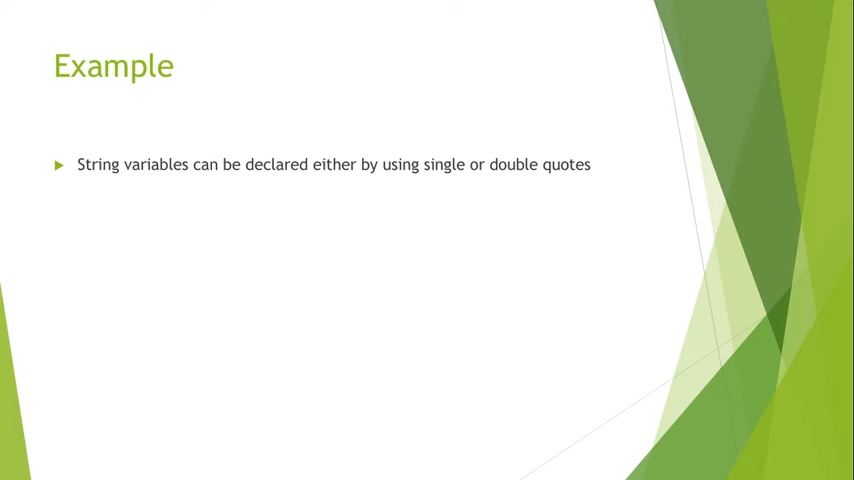 Example
String variables can be declared either by using single or double quotes